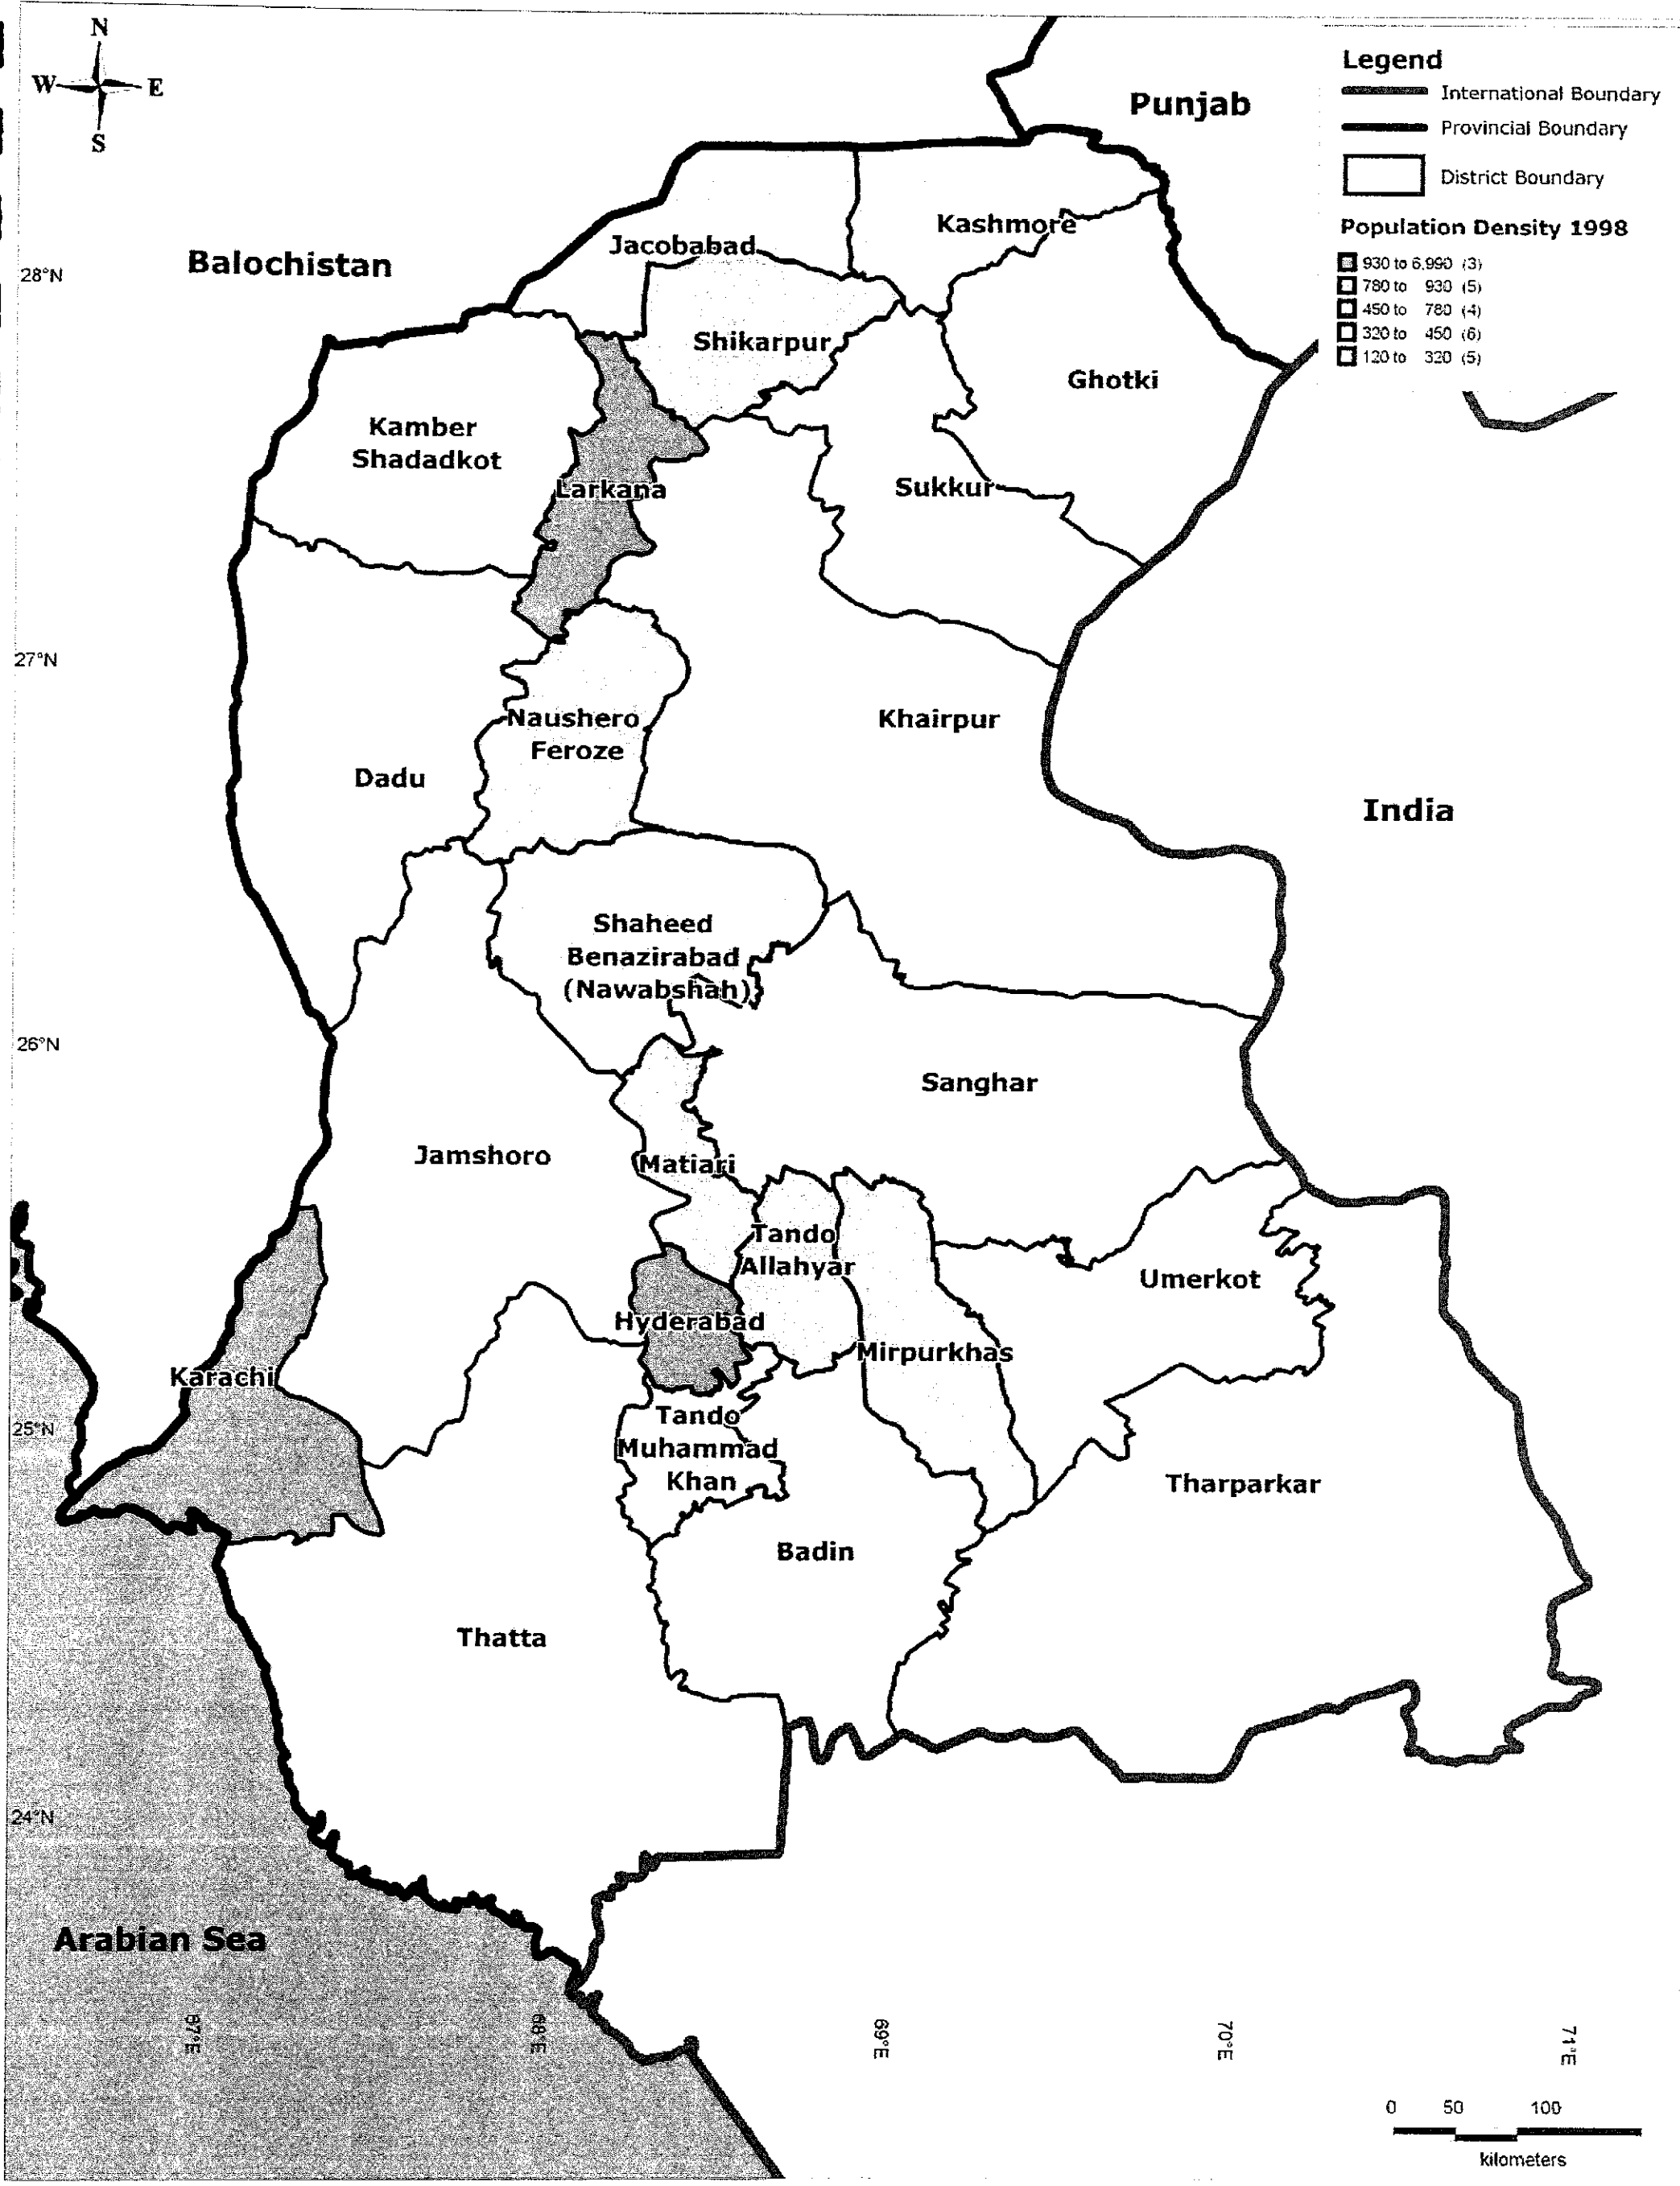 N
W E
S
Legend
International Boundary
Provincial Boundary
District Boundary
Population Density 1998
930 to 6,990 (3)
780 to 930 (5)
450 to 780 (4)
320 to 450 (6)
120 to 320 (5)
Punjab
Balochistan
28°N
Jacobabad
Kashmore
Shikarpur
Ghotki
Kamber
Shadadkot
Larkana
Sukkur
27°N
Naushero
Feroze
Khairpur
Dadu
India
Shaheed
Benazirabad
(Nawabshah)
26°N
Sanghar
Jamshoro
Matiari
Tando
Allahyar
Umerkot
Hyderabad
Mirpurkhas
Karachi
25°N
Tando
Muhammad
Khan
Tharparkar
Badin
Thatta
24°N
Arabian Sea
67°E
68°E
69°E
70°E
71°E
0 50 100
kilometers